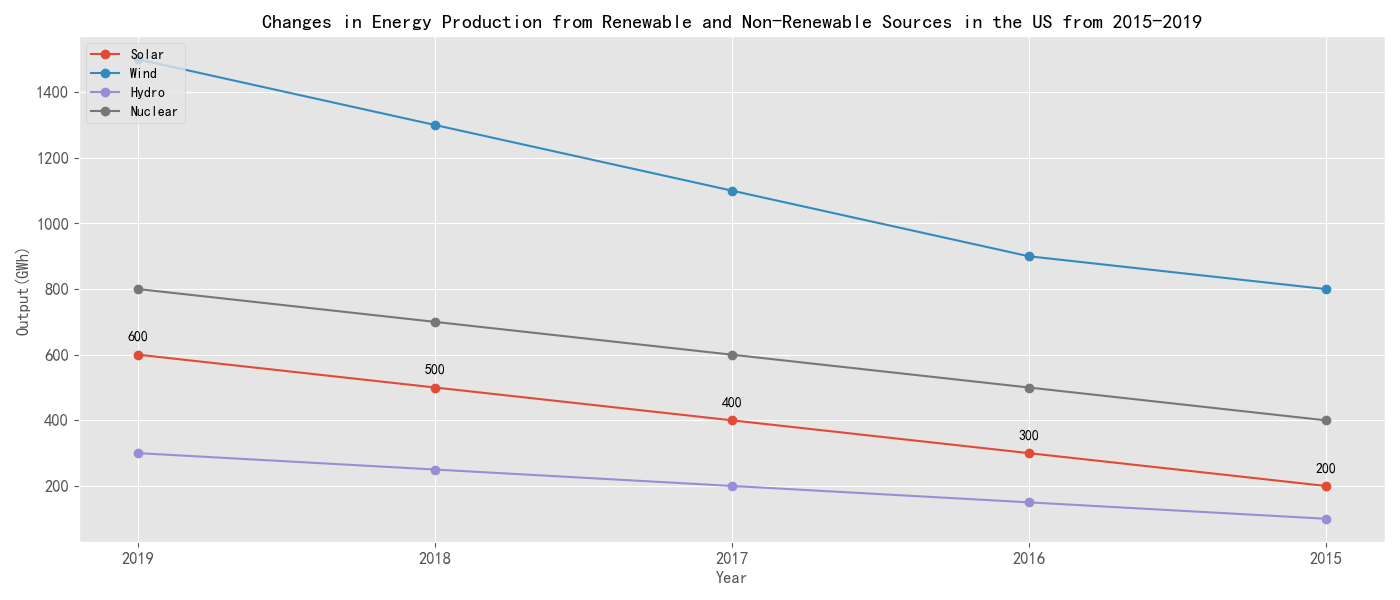 Changes in Energy Production from Renewable and Non-Renewable Sources in the US from 2015-2019
Solar
Wind
Hydro
Nuclear
1400
1200
1000
800
600
400
200
Output(GWh)
600
500
400
300
200
2019
2018
2017
2016
2015
Year